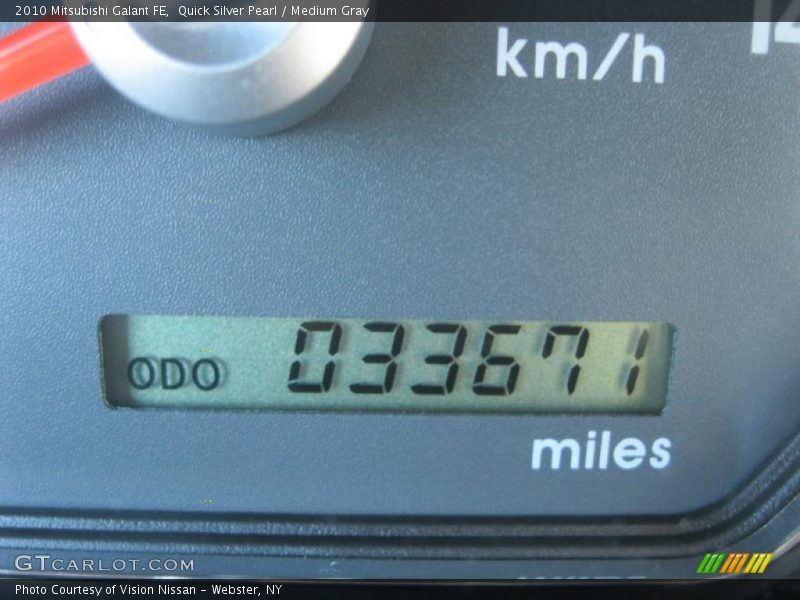 2010 Mitsubishi Galant FE,  Quick Silver Pearl / Medium Gray
km/h
ODO 033671
miles
GTCARLOT.COM
Photo Courtesy of Vision Nissan - Webster, NY